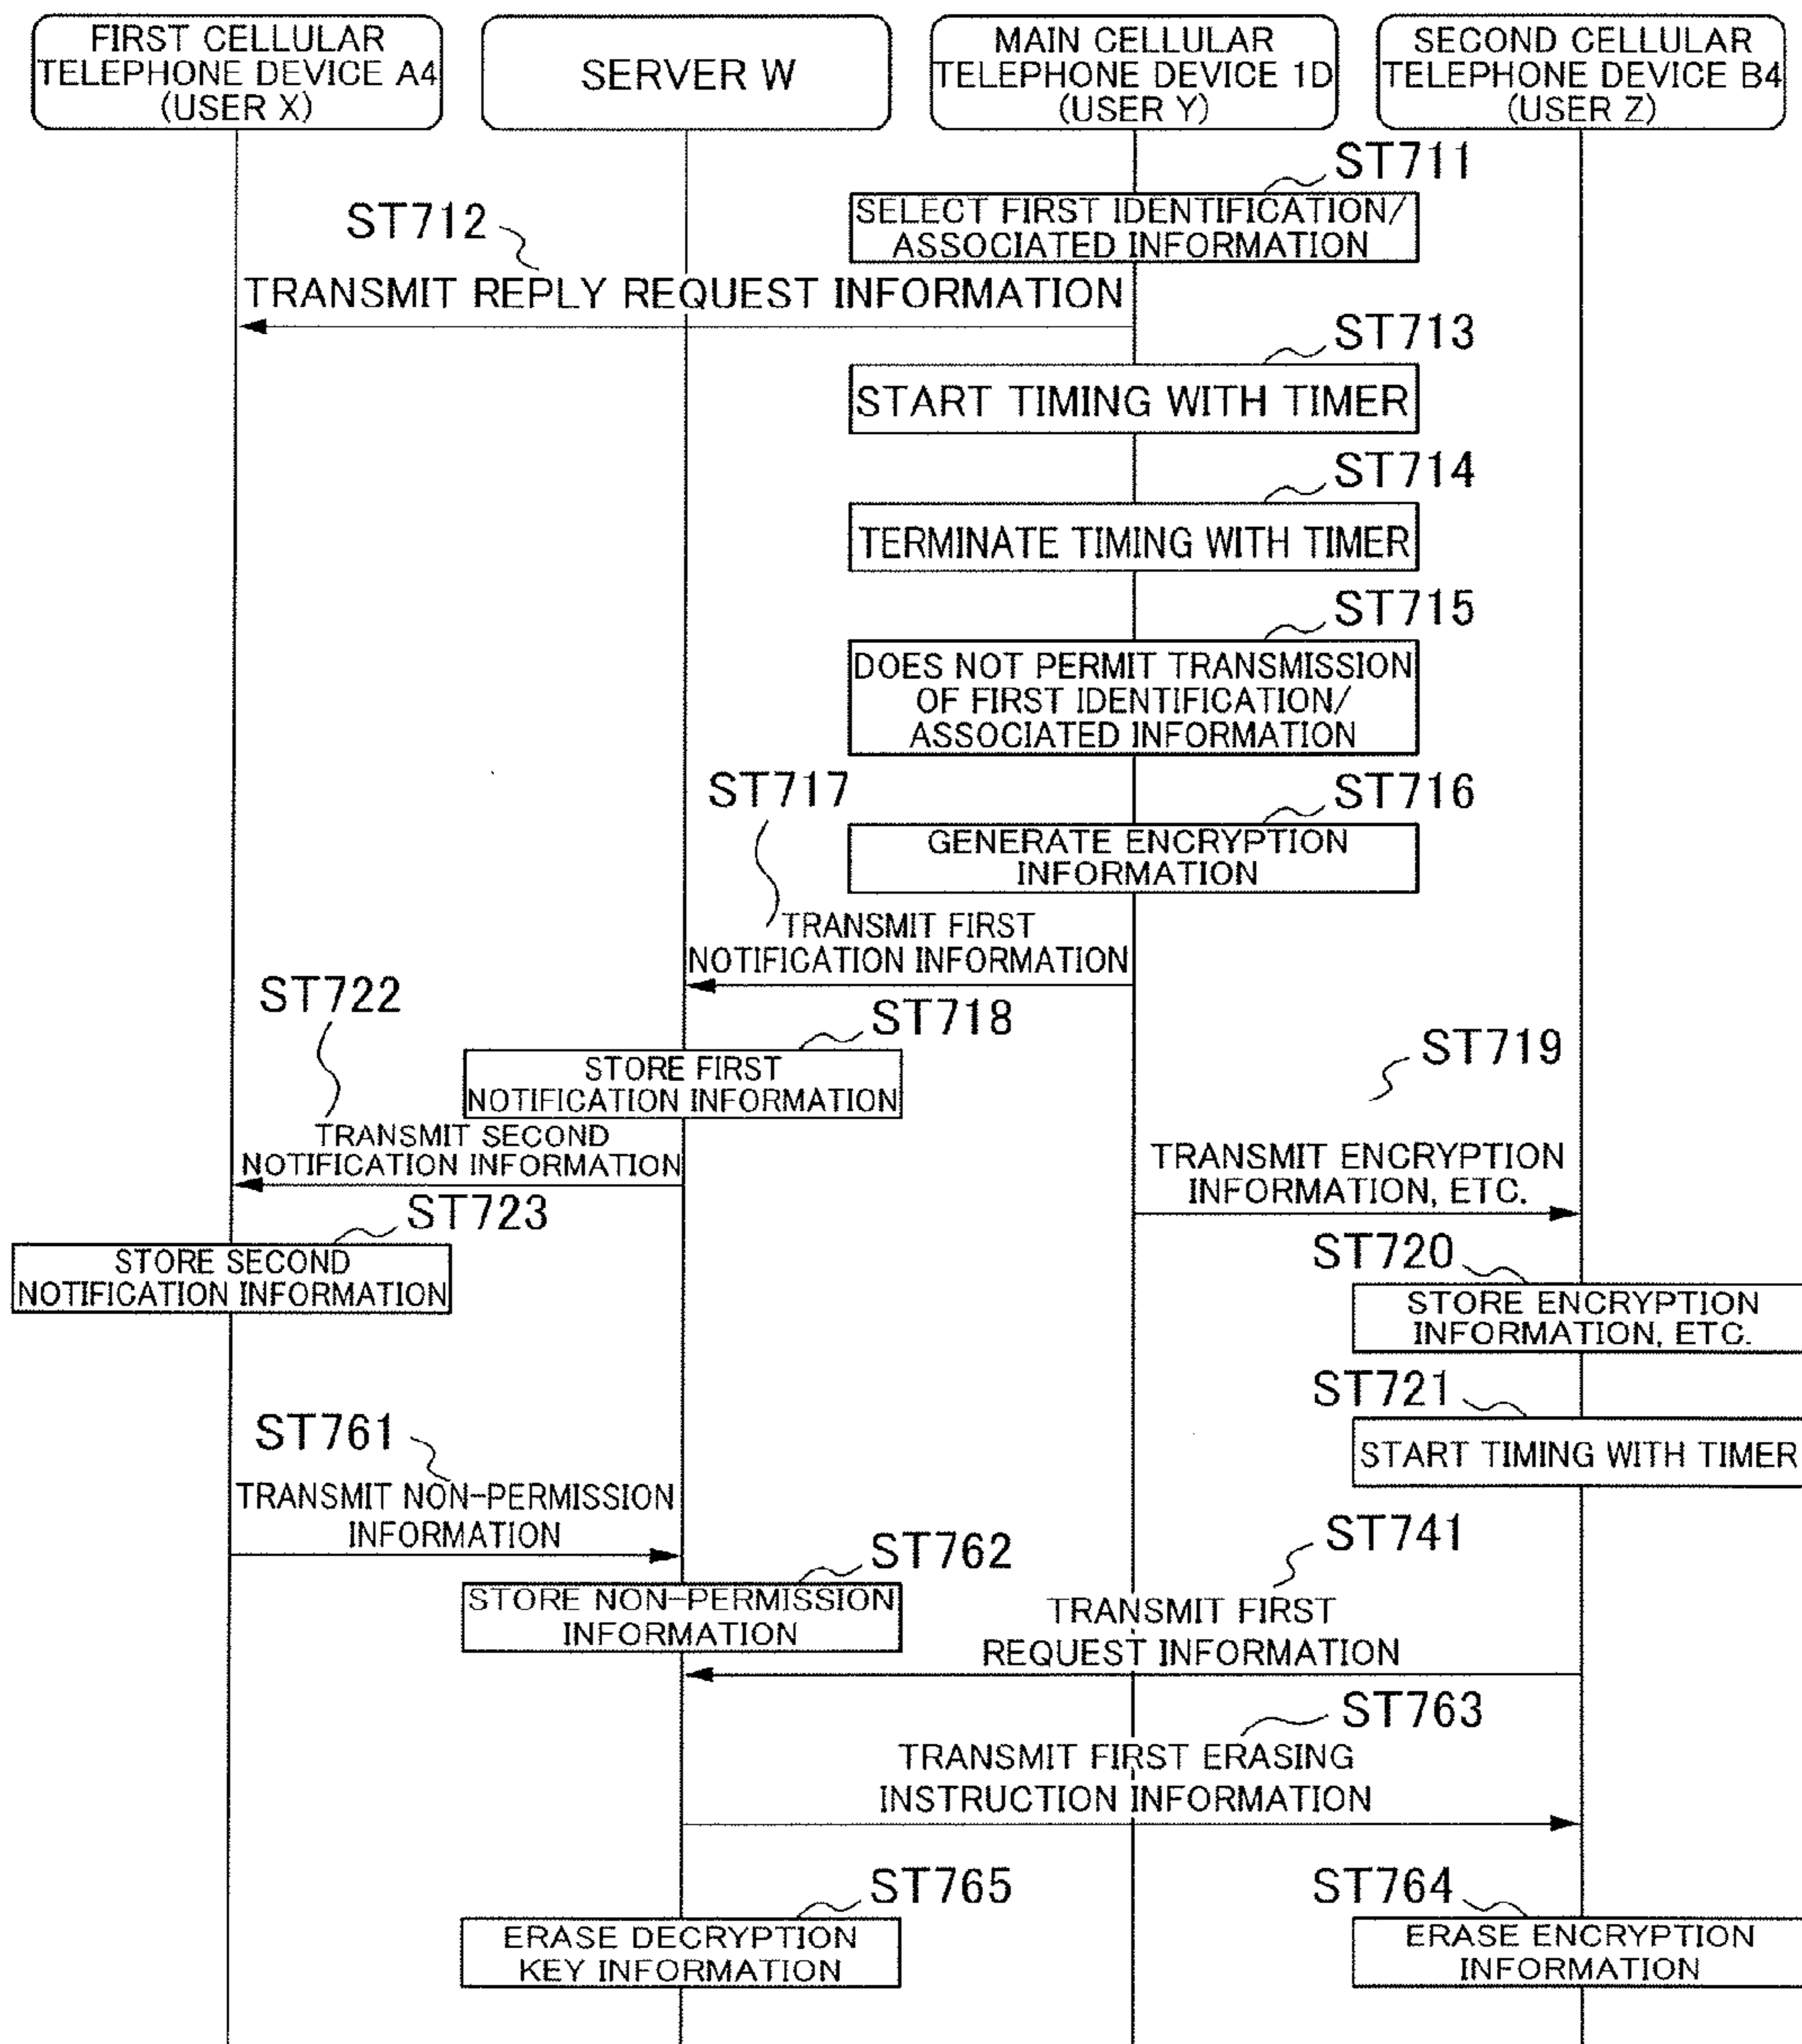 FIRST CELLULAR
TELEPHONE DEVICE A4
(USER X)
SERVER W
MAIN CELLULAR
TELEPHONE DEVICE 1D
(USER Y)
SECOND CELLULAR
TELEPHONE DEVICE B4
(USER Z)
ST711
SELECT FIRST IDENTIFICATION/
ASSOCIATED INFORMATION
ST712
TRANSMIT REPLY REQUEST INFORMATION
ST713
START TIMING WITH TIMER
ST714
TERMINATE TIMING WITH TIMER
ST715
DOES NOT PERMIT TRANSMISSION
OF FIRST IDENTIFICATION/
ASSOCIATED INFORMATION
ST716
GENERATE ENCRYPTION
INFORMATION
ST717
TRANSMIT FIRST
NOTIFICATION INFORMATION
ST718
STORE FIRST
NOTIFICATION INFORMATION
ST719
TRANSMIT ENCRYPTION
INFORMATION, ETC.
ST722
TRANSMIT SECOND
NOTIFICATION INFORMATION
ST723
STORE SECOND
NOTIFICATION INFORMATION
ST720
STORE ENCRYPTION
INFORMATION, ETC.
ST721
START TIMING WITH TIMER
ST761
TRANSMIT NON-PERMISSION
INFORMATION
ST762
STORE NON-PERMISSION
INFORMATION
ST741
TRANSMIT FIRST
REQUEST INFORMATION
ST763
TRANSMIT FIRST ERASING
INSTRUCTION INFORMATION
ST765
ERASE DECRYPTION
KEY INFORMATION
ST764
ERASE ENCRYPTION
INFORMATION